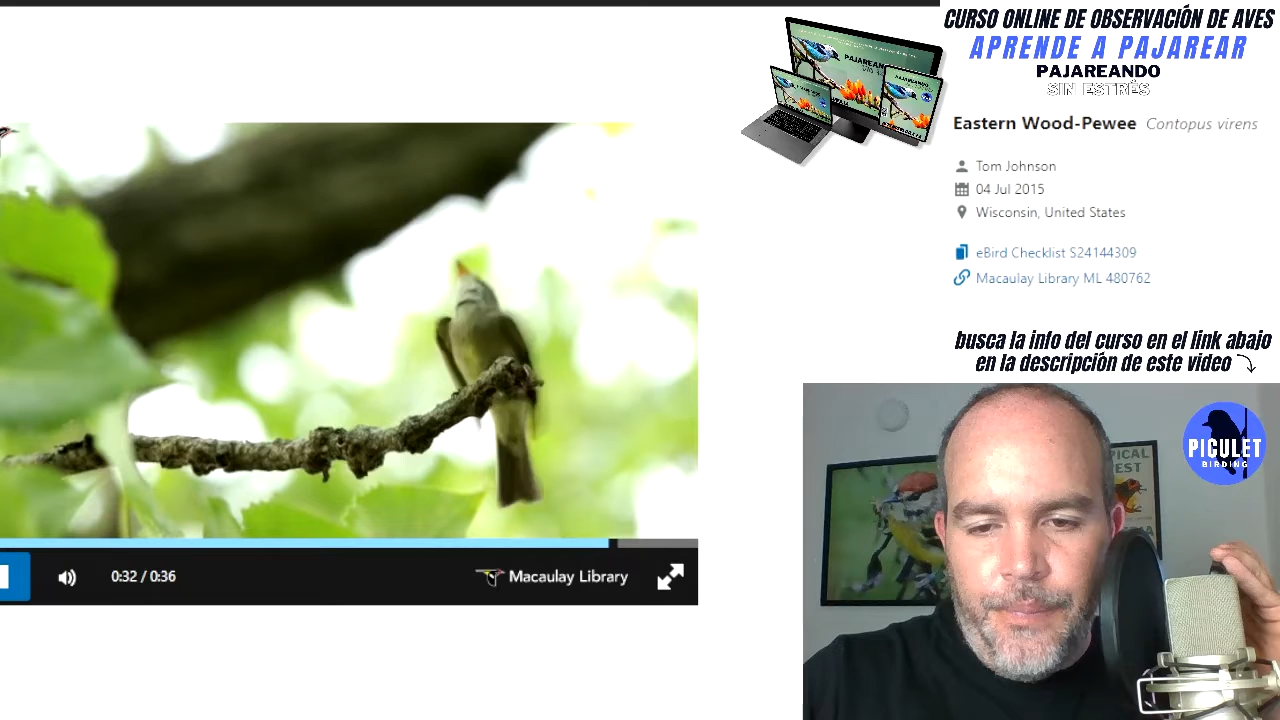 CURSO ONLINE DE OBSERVACIÓN DE AVES
APRENDE A PAJAREAR
PAJAREANDO
SIN ESTRÉS
PAJAREANDO
Eastern Wood-Pewee Contopus virens
Tom Johnson
04 Jul 2015
Wisconsin, United States
eBird Checklist S24144309
Macaulay Library ML 480762
busca la info del curso en el link abajo
en la descripción de este video
PICULET
BIRDING
0:32 / 0:36
Macaulay Library